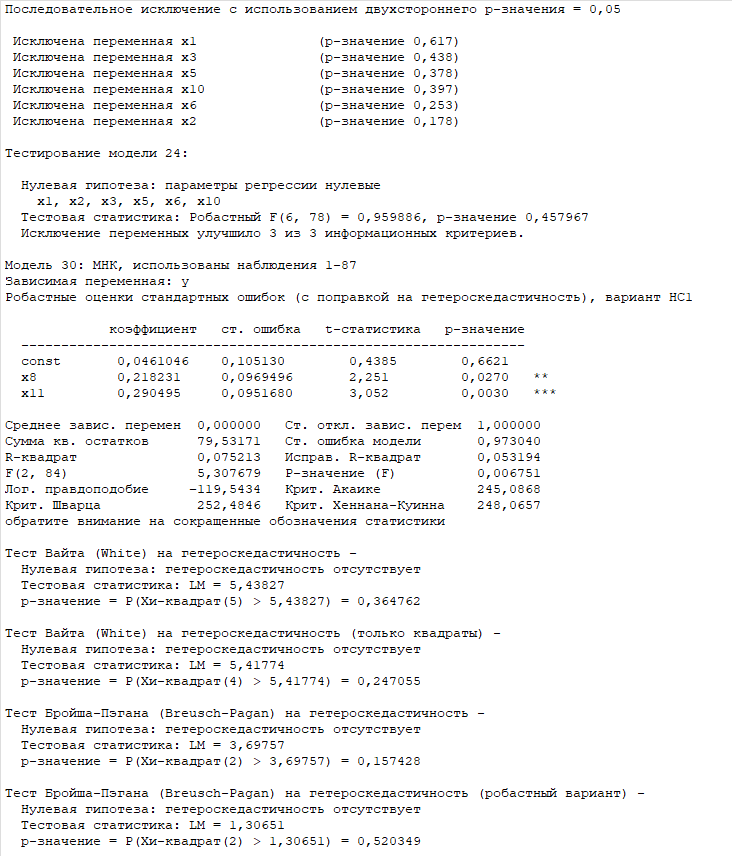 Последовательное исключение с использованием двухстороннего р-значения = 0,05
Исключена переменная x1 (р-значение 0,617)
Исключена переменная x3 (р-значение 0,438)
Исключена переменная x5 (р-значение 0,378)
Исключена переменная x10 (р-значение 0,397)
Исключена переменная x6 (р-значение 0,253)
Исключена переменная x2 (р-значение 0,178)
Тестирование модели 24:
Нулевая гипотеза: параметры регрессии нулевые
x1, x2, x3, x5, x6, x10
Тестовая статистика: Робастный F(6, 78) = 0,959886, р-значение 0,457967
Исключение переменных улучшило 3 из 3 информационных критериев.
Модель 30: МНК, использованы наблюдения 1-87
Зависимая переменная: y
Робастные оценки стандартных ошибок (с поправкой на гетероскедастичность), вариант HC1
коэффициент ст. ошибка t-статистика р-значение
---------------------------------------------------------------
const 0,0461046 0,105130 0,4385 0,6621
x8 0,218231 0,0969496 2,251 0,0270 **
x11 0,290495 0,0951680 3,052 0,0030 ***
Среднее завис. перемен 0,000000 Ст. откл. завис. перем 1,000000
Сумма кв. остатков 79,53171 Ст. ошибка модели 0,973040
R-квадрат 0,075213 Исправ. R-квадрат 0,053194
F(2, 84) 5,307679 Р-значение (F) 0,006751
Лог. правдоподобие -119,5434 Крит. Акаике 245,0868
Крит. Шварца 252,4846 Крит. Хеннана-Куинна 248,0657
обратите внимание на сокращенные обозначения статистики
Тест Вайта (White) на гетероскедастичность -
Нулевая гипотеза: гетероскедастичность отсутствует
Тестовая статистика: LM = 5,43827
р-значение = P(Хи-квадрат(5) > 5,43827) = 0,364762
Тест Вайта (White) на гетероскедастичность (только квадраты) -
Нулевая гипотеза: гетероскедастичность отсутствует
Тестовая статистика: LM = 5,41774
р-значение = P(Хи-квадрат(4) > 5,41774) = 0,247055
Тест Бройша-Пэгана (Breusch-Pagan) на гетероскедастичность -
Нулевая гипотеза: гетероскедастичность отсутствует
Тестовая статистика: LM = 3,69757
р-значение = P(Хи-квадрат(2) > 3,69757) = 0,157428
Тест Бройша-Пэгана (Breusch-Pagan) на гетероскедастичность (робастный вариант) -
Нулевая гипотеза: гетероскедастичность отсутствует
Тестовая статистика: LM = 1,30651
р-значение = P(Хи-квадрат(2) > 1,30651) = 0,520349